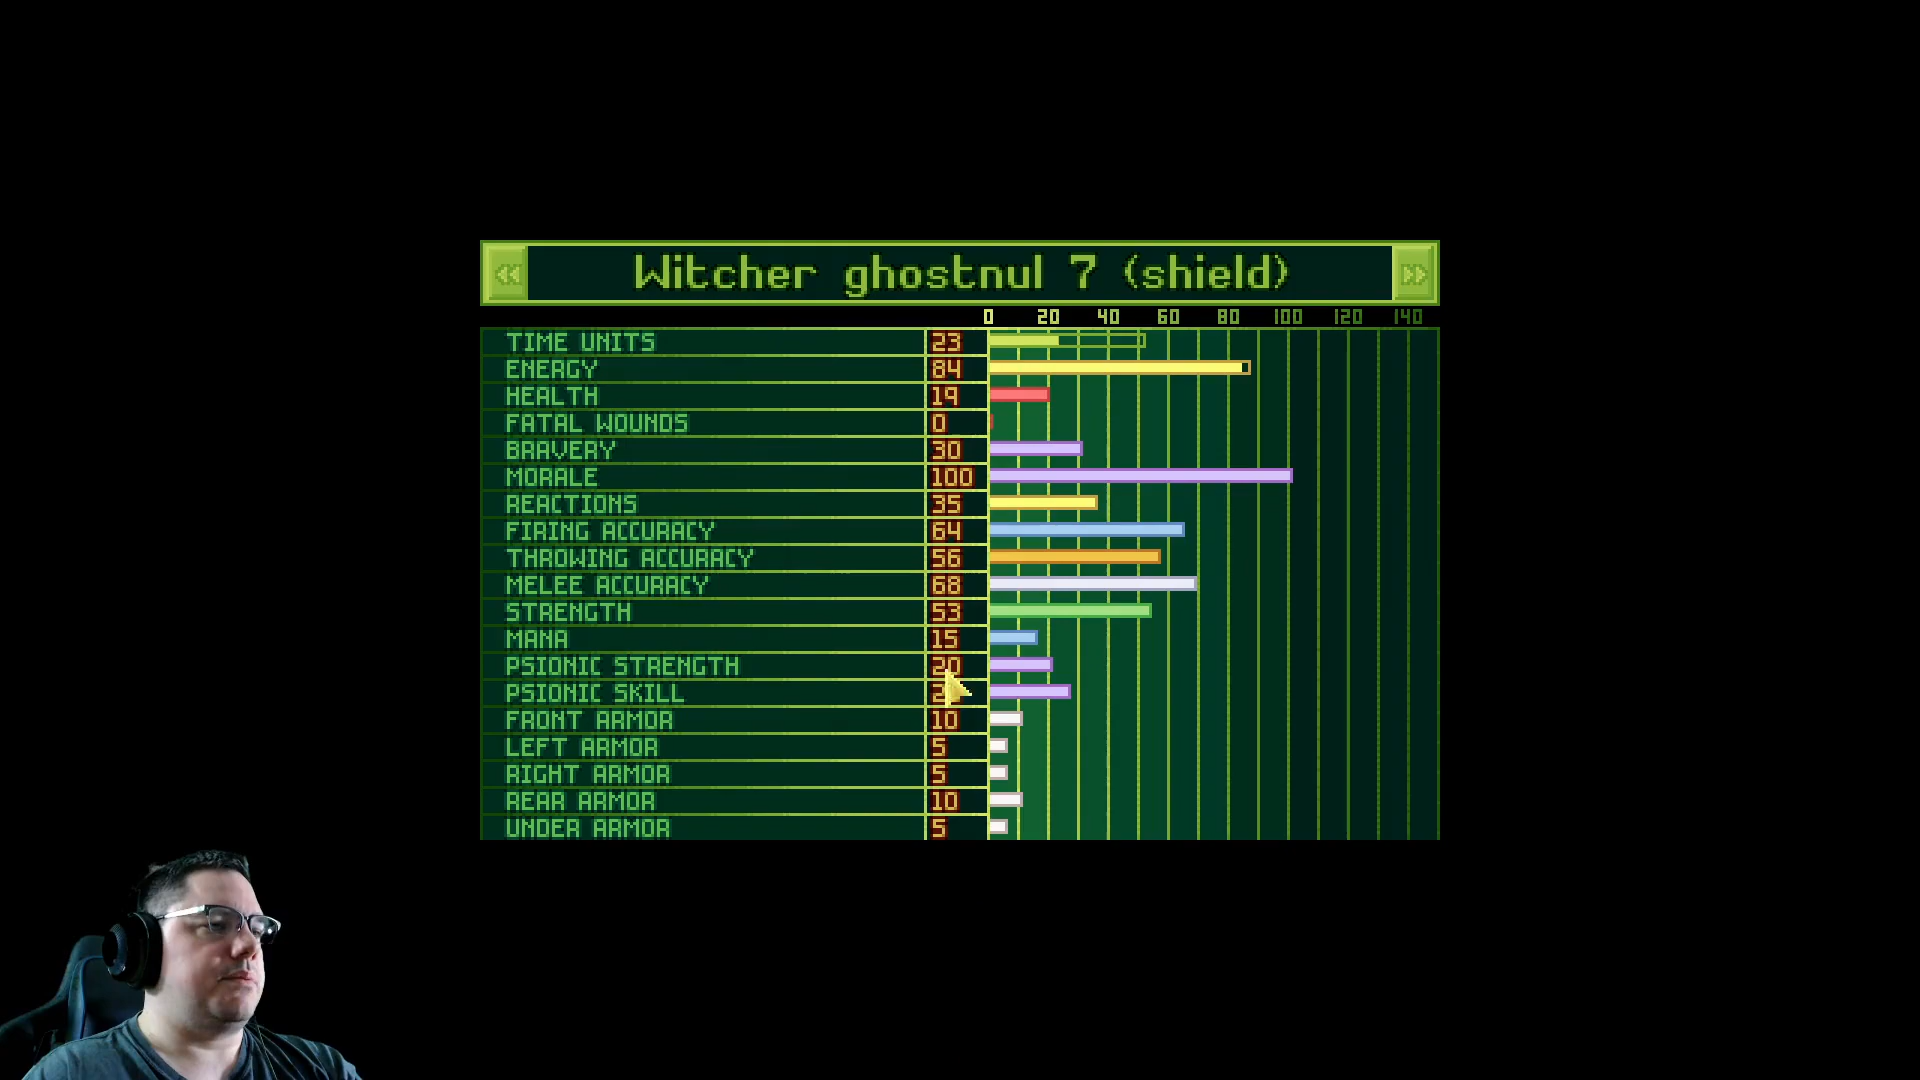 Witcher ghostnul 7 (shield)
0 20 40 60 80 100 120 140
TIME UNITS 23
ENERGY 84
HEALTH 19
FATAL WOUNDS 0
BRAVERY 30
MORALE 100
REACTIONS 35
FIRING ACCURACY 64
THROWING ACCURACY 56
MELEE ACCURACY 68
STRENGTH 53
MANA 15
PSIONIC STRENGTH 20
PSIONIC SKILL
FRONT ARMOR 10
LEFT ARMOR 5
RIGHT ARMOR 5
REAR ARMOR 10
UNDER ARMOR 5